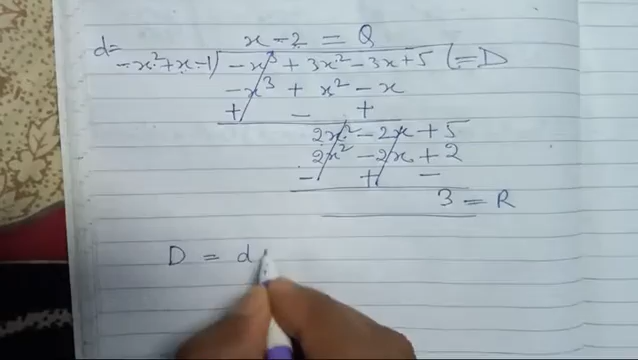 x - 2 = Q
d = -x² + x - 1) -x³ + 3x² - 3x + 5 ( = D
-x³ + x² - x
+ - +
2x² - 2x + 5
2x² - 2x + 2
- + -
3 = R
D = d